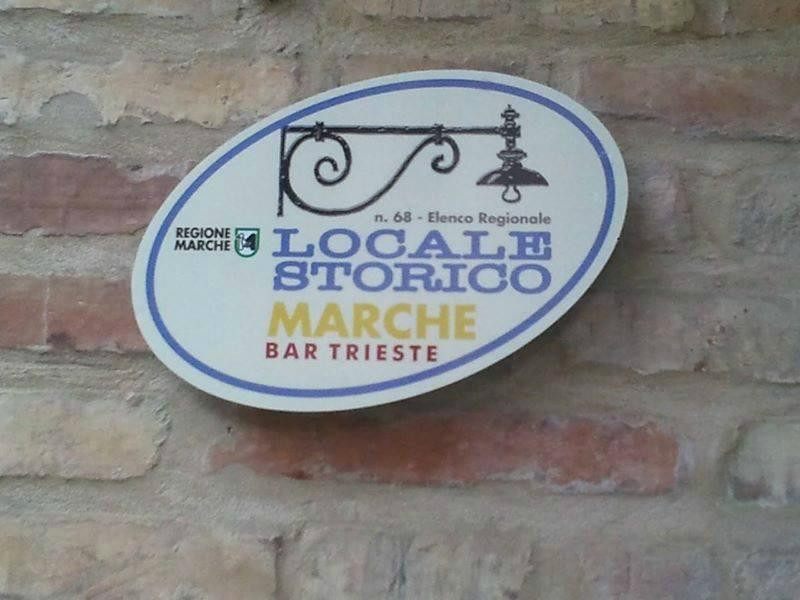 n. 68 - Elenco Regionale
REGIONE
MARCHE
LOCALE
STORICO
MARCHE
BAR TRIESTE